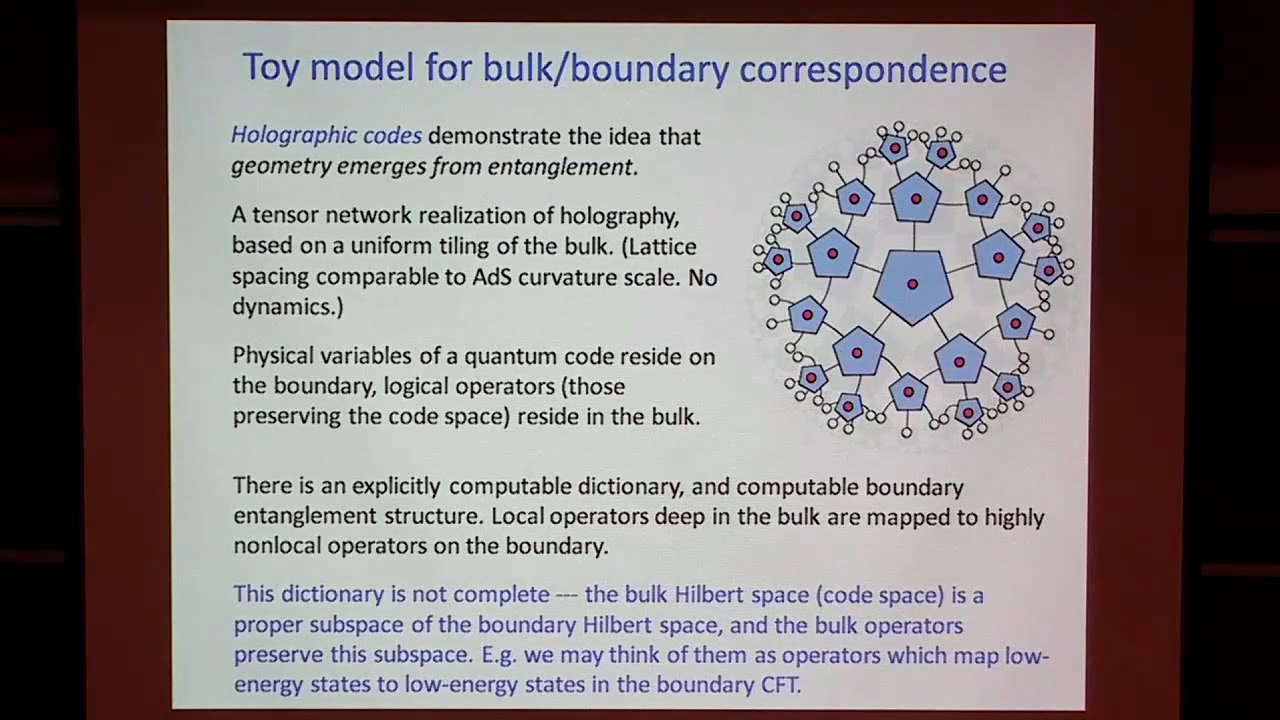 Toy model for bulk/boundary correspondence
Holographic codes demonstrate the idea that
geometry emerges from entanglement.
A tensor network realization of holography,
based on a uniform tiling of the bulk. (Lattice
spacing comparable to AdS curvature scale. No
dynamics.)
Physical variables of a quantum code reside on
the boundary, logical operators (those
preserving the code space) reside in the bulk.
There is an explicitly computable dictionary, and computable boundary
entanglement structure. Local operators deep in the bulk are mapped to highly
nonlocal operators on the boundary.
This dictionary is not complete --- the bulk Hilbert space (code space) is a
proper subspace of the boundary Hilbert space, and the bulk operators
preserve this subspace. E.g. we may think of them as operators which map low-
energy states to low-energy states in the boundary CFT.